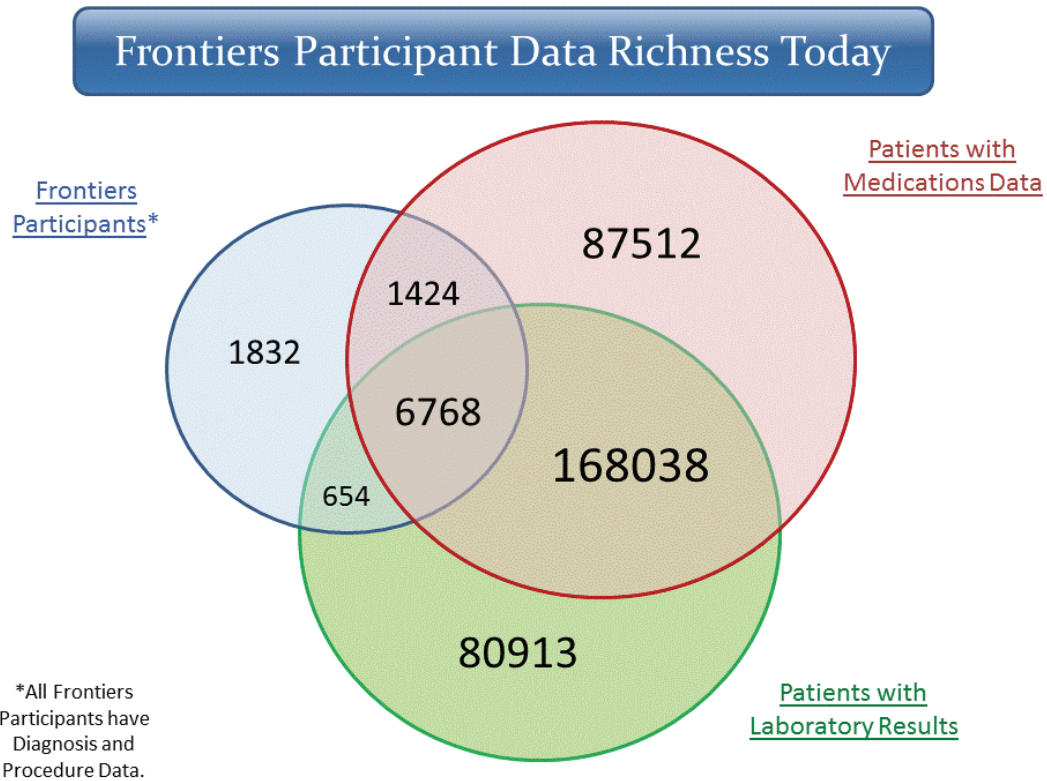 Frontiers Participant Data Richness Today
Patients with
Medications Data
Frontiers
Participants*
87512
1424
1832
6768
168038
654
80913
*All Frontiers
Participants have
Diagnosis and
Procedure Data.
Patients with
Laboratory Results